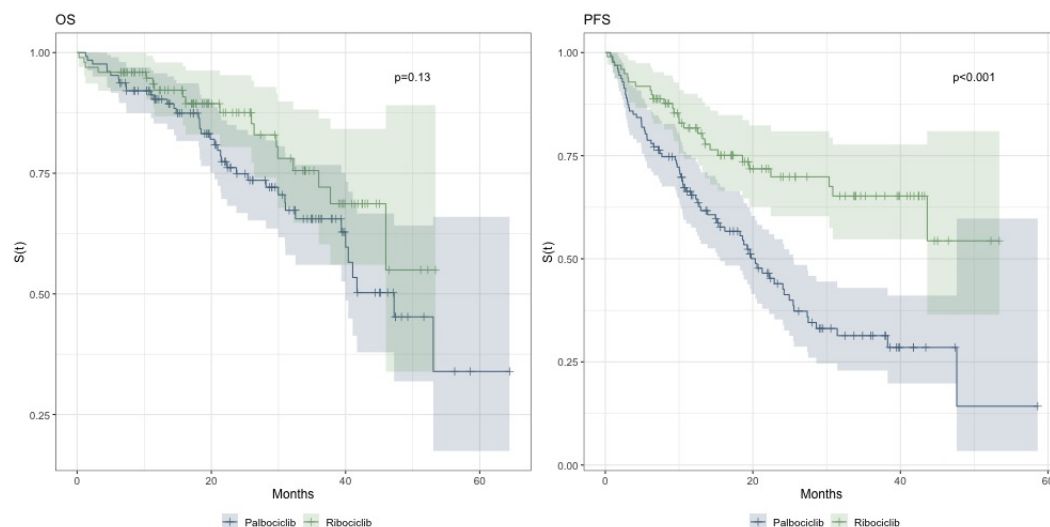 OS
S(t)
1.00
0.75
0.50
0.25
p=0.13
0
20
40
60
Months
Palbociclib
Ribociclib
PFS
S(t)
1.00
0.75
0.50
0.25
0.00
p<0.001
0
20
40
60
Months
Palbociclib
Ribociclib